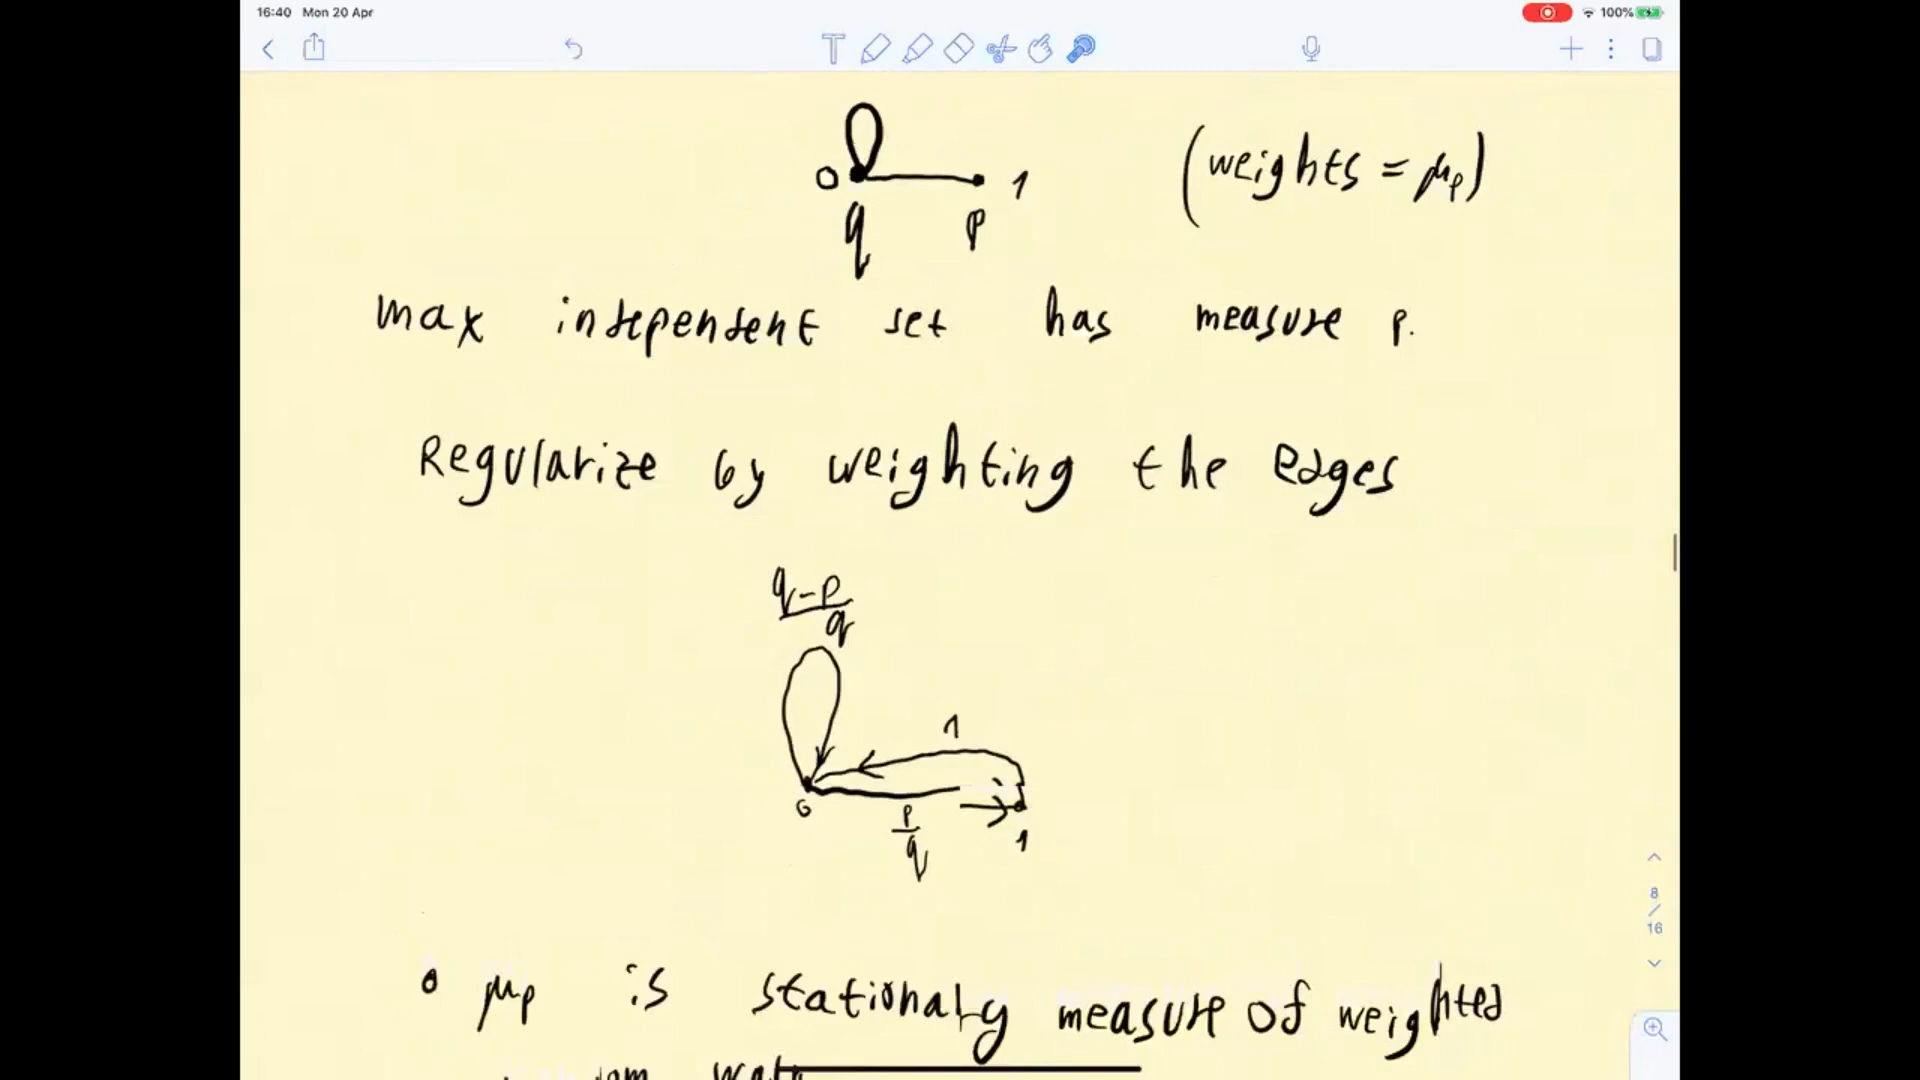 16:40 Mon 20 Apr
100%
0 1 (weights = μp)
q p
max independent set has measure p.
Regularize by weighting the edges
q-p
q
1
0 p 1
q
8
/
16
• μp is stationary measure of weighted